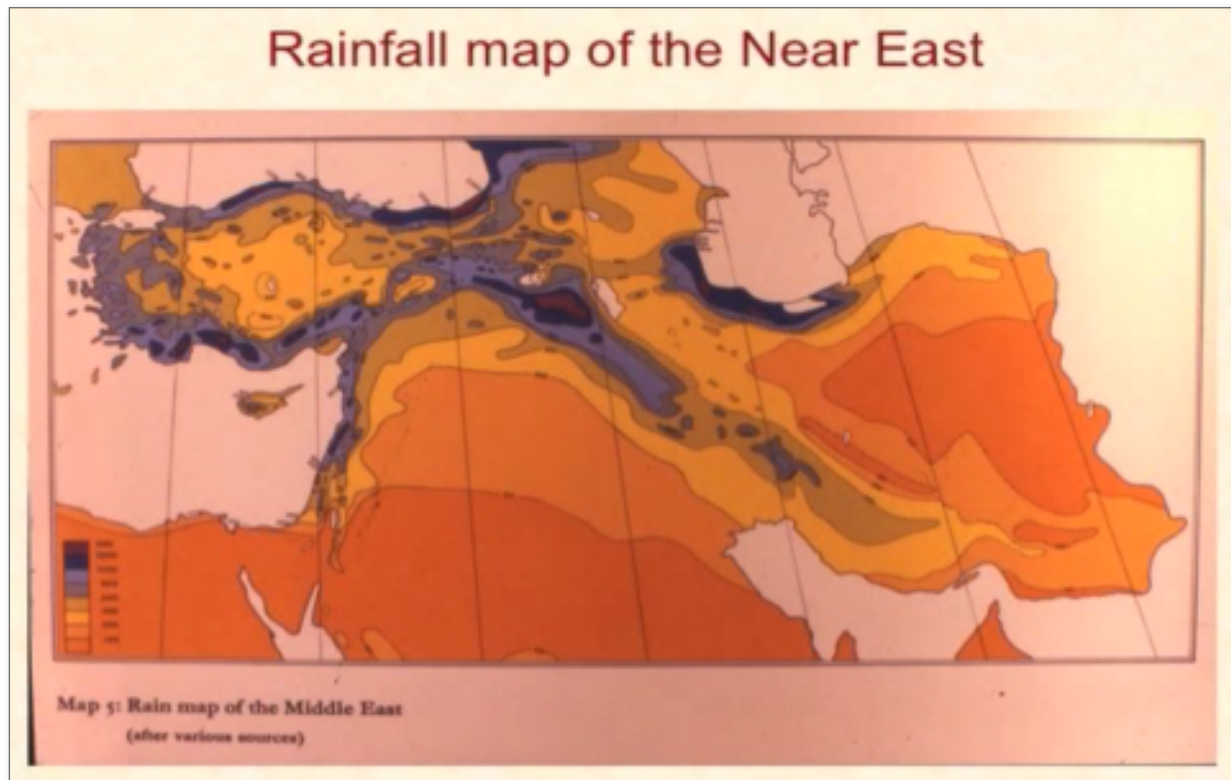 Rainfall map of the Near East
Map 5: Rain map of the Middle East
(after various sources)